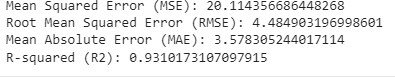 Mean Squared Error (MSE): 20.114356686448268
Root Mean Squared Error (RMSE): 4.484903196998601
Mean Absolute Error (MAE): 3.578305244017114
R-squared (R2): 0.9310173107097915